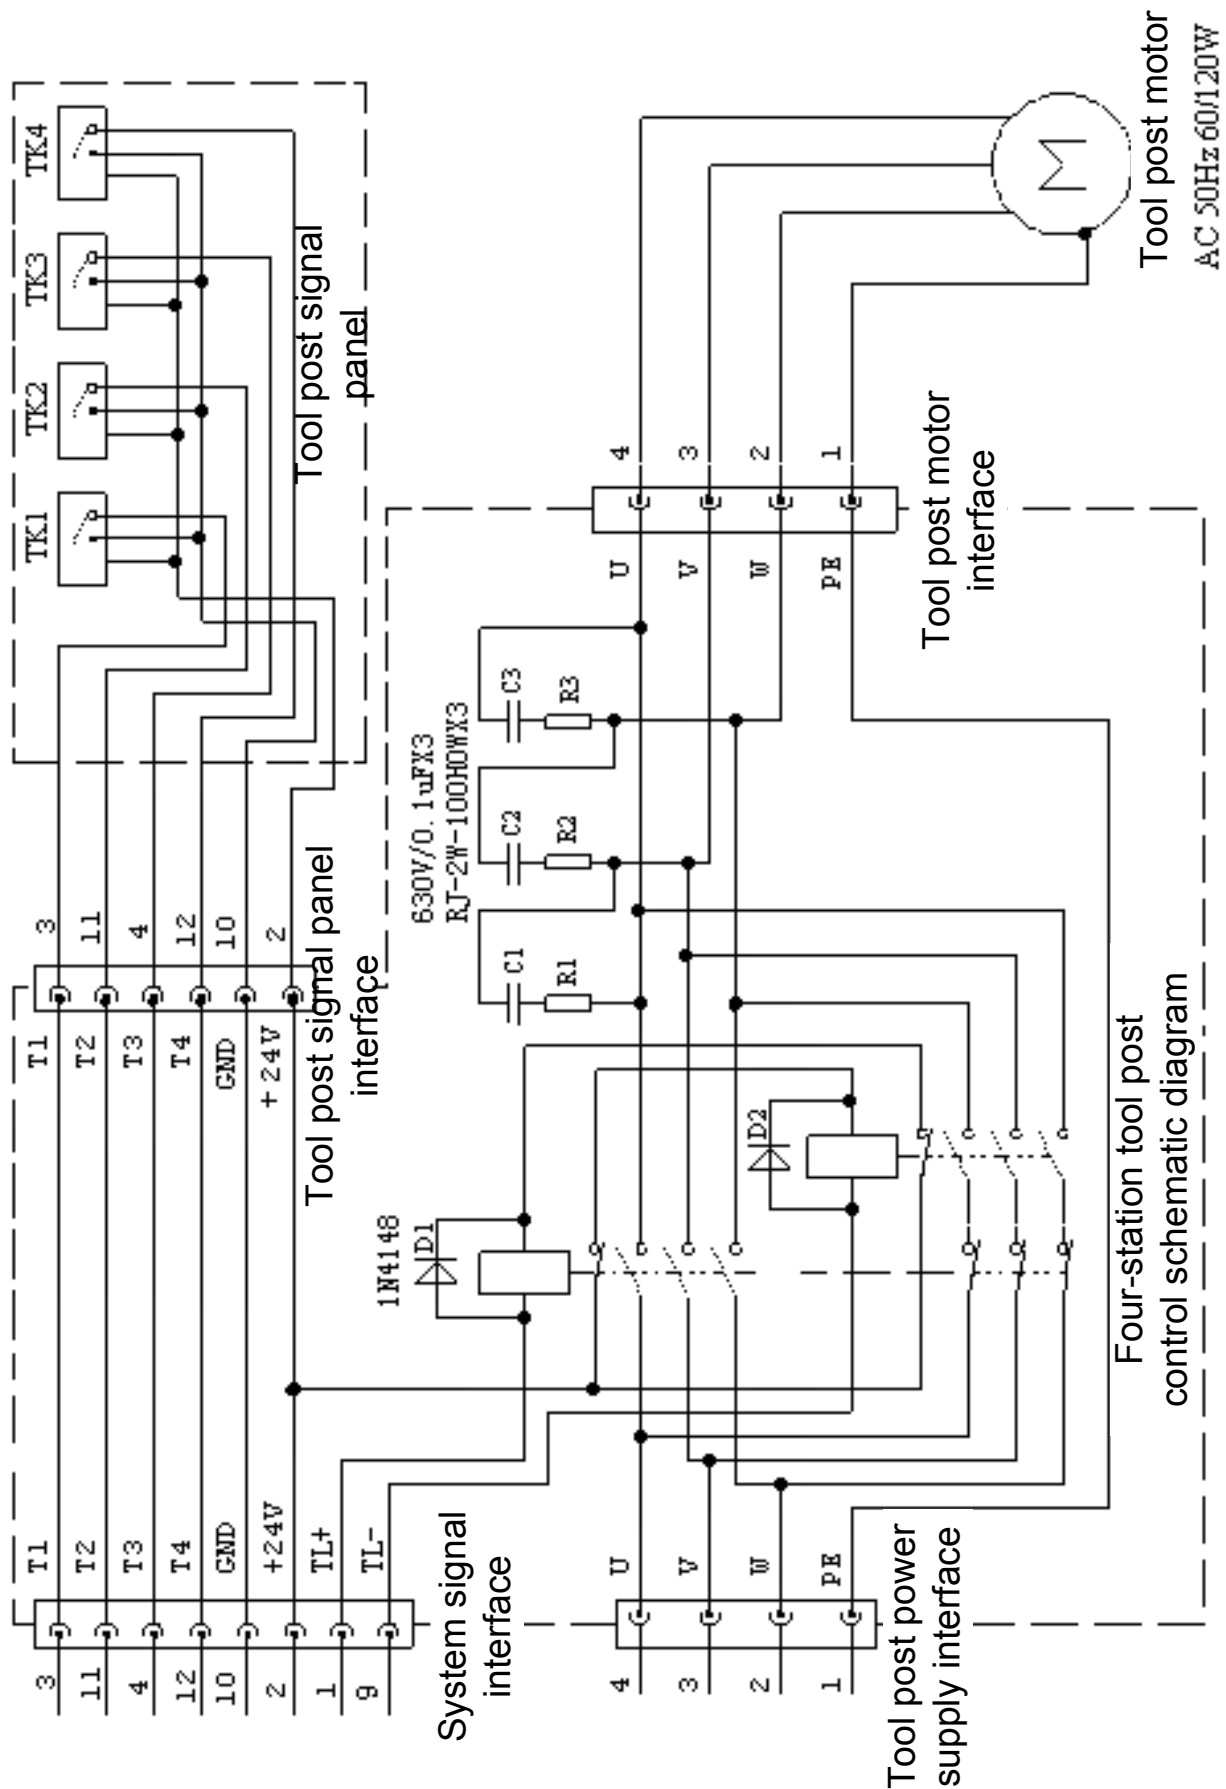 TK1
TK2
TK3
TK4
Tool post signal
panel
3
11
4
12
10
2
1
9
T1
T2
T3
T4
GND
+24V
TL+
TL-
System signal
interface
T1
T2
T3
T4
GND
+24V
3
11
4
12
10
2
Tool post signal panel
interface
1N4148
D1
D2
630V/0.1uFX3
RJ-2W-100HOWX3
C1
R1
C2
R2
C3
R3
4
3
2
1
U
V
W
PE
Tool post power
supply interface
U
V
W
PE
4
3
2
1
Tool post motor
interface
M
Tool post motor
AC 50Hz 60/120W
Four-station tool post
control schematic diagram